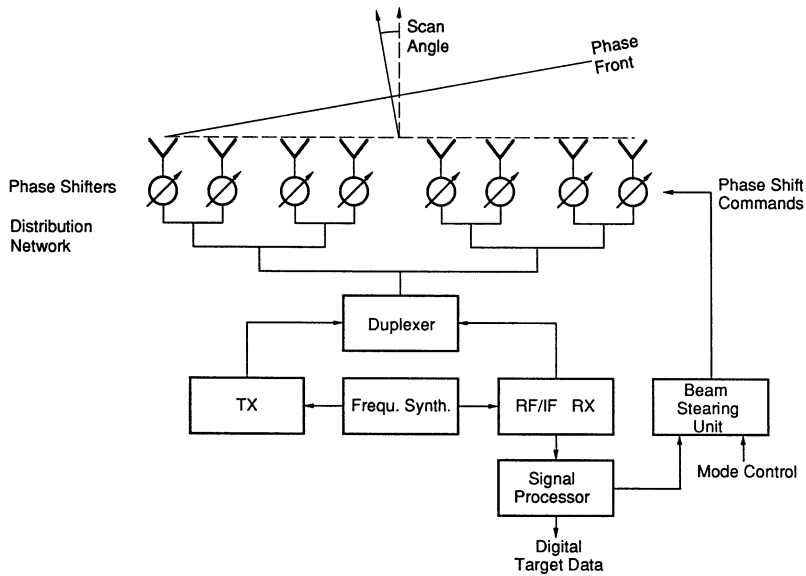 Scan
Angle
Phase
Front
Phase Shifters
Phase Shift
Commands
Distribution
Network
Duplexer
TX
Frequ. Synth.
RF/IF RX
Beam
Stearing
Unit
Mode Control
Signal
Processor
Digital
Target Data